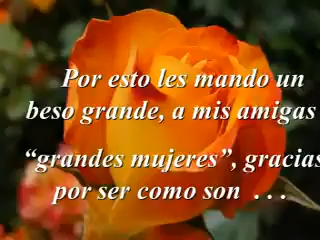 Por esto les mando un
beso grande, a mis amigas
“grandes mujeres”, gracias
por ser como son . . .